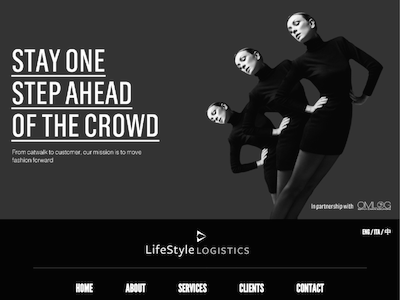 STAY ONE
STEP AHEAD
OF THE CROWD
From catwalk to customer, our mission is to move
fashion forward
In partnership with OMLOG
LifeStyle LOGISTICS
ENG / ITA / 中
HOME ABOUT SERVICES CLIENTS CONTACT